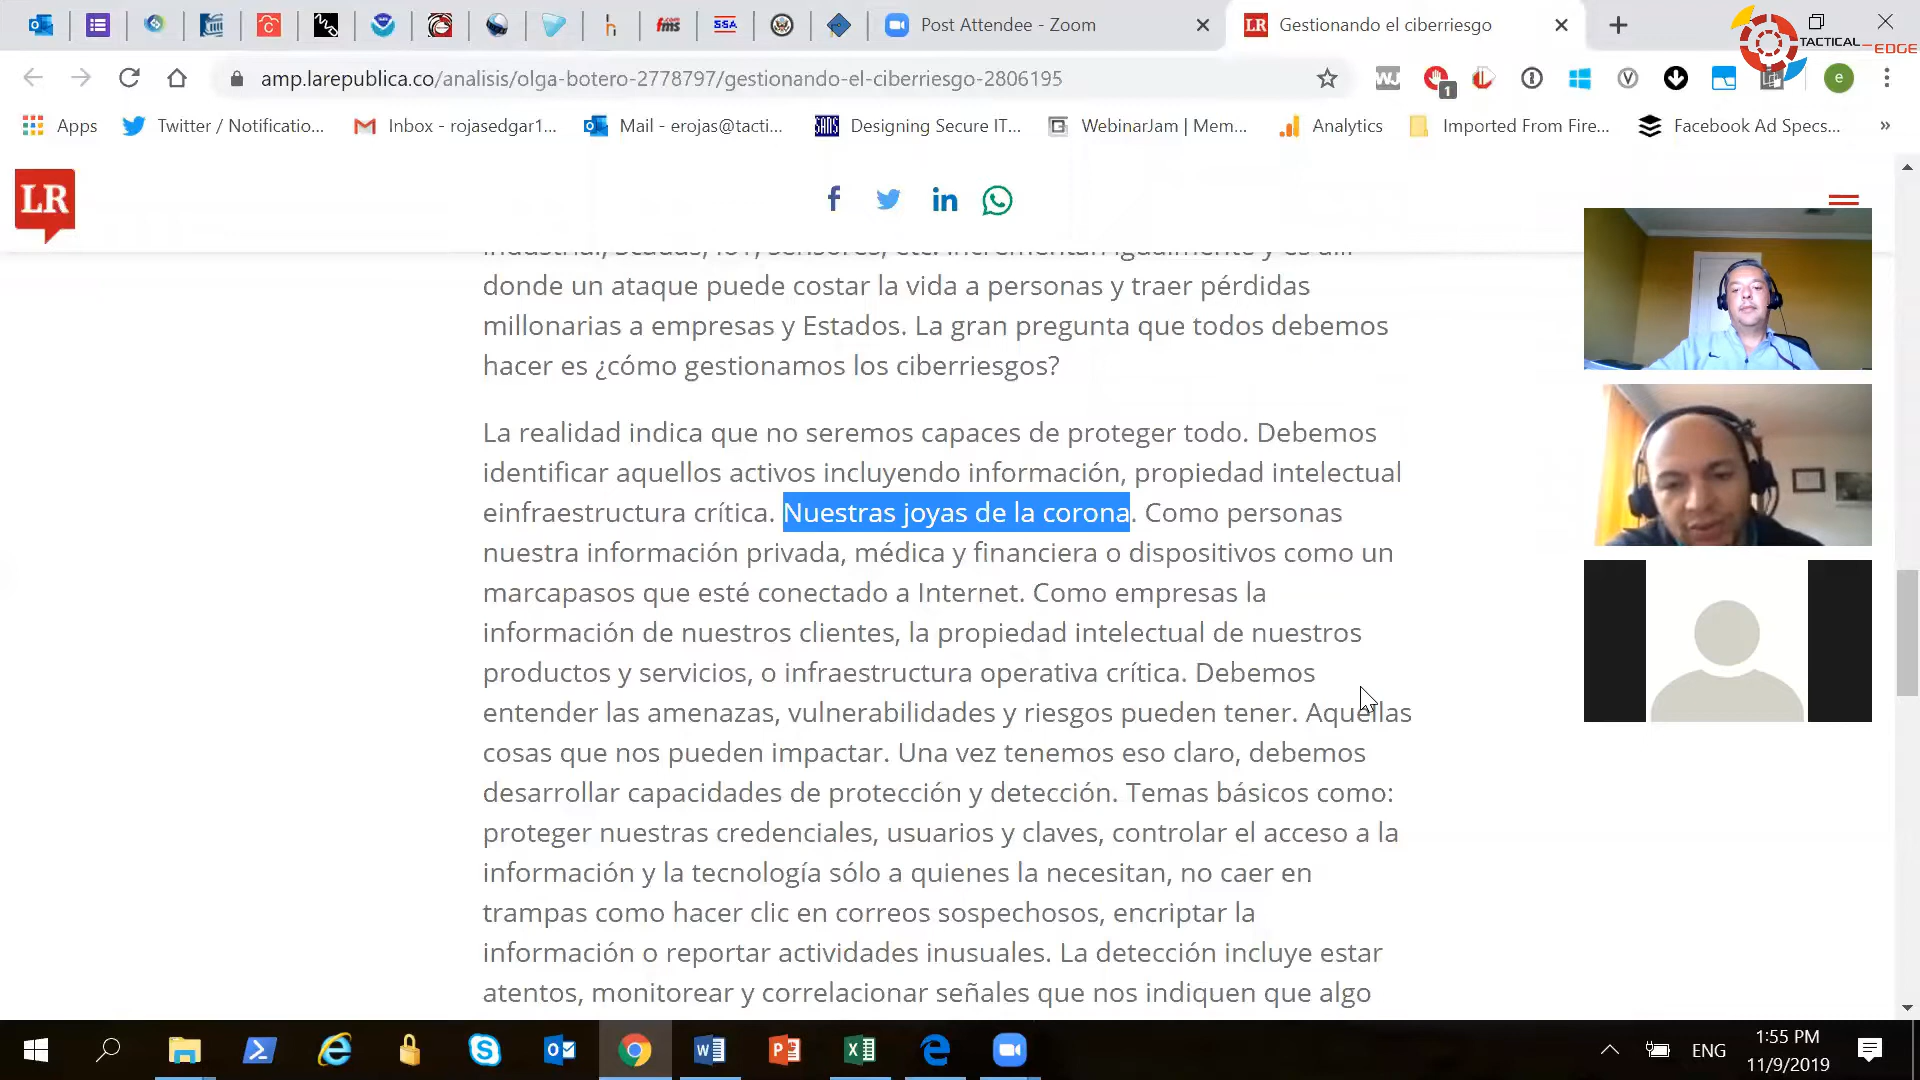 Post Attendee - Zoom
LR
Gestionando el ciberriesgo
TACTICAL_EDGE
amp.larepublica.co/analisis/olga-botero-2778797/gestionando-el-ciberriesgo-2806195
1
e
Apps
Twitter / Notificatio...
Inbox - rojasedgar1...
Mail - erojas@tacti...
SANS
Designing Secure IT...
WebinarJam | Mem...
Analytics
Imported From Fire...
Facebook Ad Specs...
LR
donde un ataque puede costar la vida a personas y traer pérdidas
millonarias a empresas y Estados. La gran pregunta que todos debemos
hacer es ¿cómo gestionamos los ciberriesgos?
La realidad indica que no seremos capaces de proteger todo. Debemos
identificar aquellos activos incluyendo información, propiedad intelectual
einfraestructura crítica. Nuestras joyas de la corona. Como personas
nuestra información privada, médica y financiera o dispositivos como un
marcapasos que esté conectado a Internet. Como empresas la
información de nuestros clientes, la propiedad intelectual de nuestros
productos y servicios, o infraestructura operativa crítica. Debemos
entender las amenazas, vulnerabilidades y riesgos pueden tener. Aquellas
cosas que nos pueden impactar. Una vez tenemos eso claro, debemos
desarrollar capacidades de protección y detección. Temas básicos como:
proteger nuestras credenciales, usuarios y claves, controlar el acceso a la
información y la tecnología sólo a quienes la necesitan, no caer en
trampas como hacer clic en correos sospechosos, encriptar la
información o reportar actividades inusuales. La detección incluye estar
atentos, monitorear y correlacionar señales que nos indiquen que algo
ENG
1:55 PM
11/9/2019